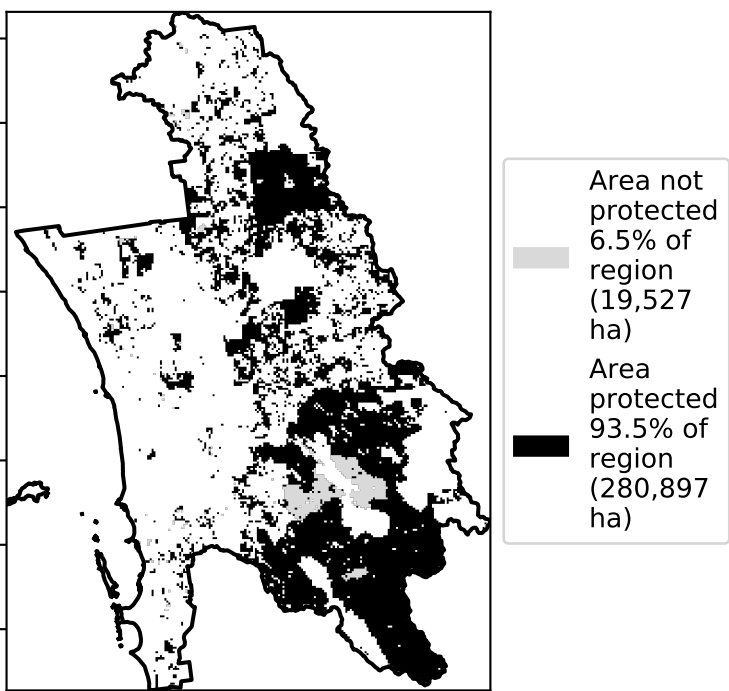 Area not
protected
6.5% of
region
(19,527
ha)
Area
protected
93.5% of
region
(280,897
ha)